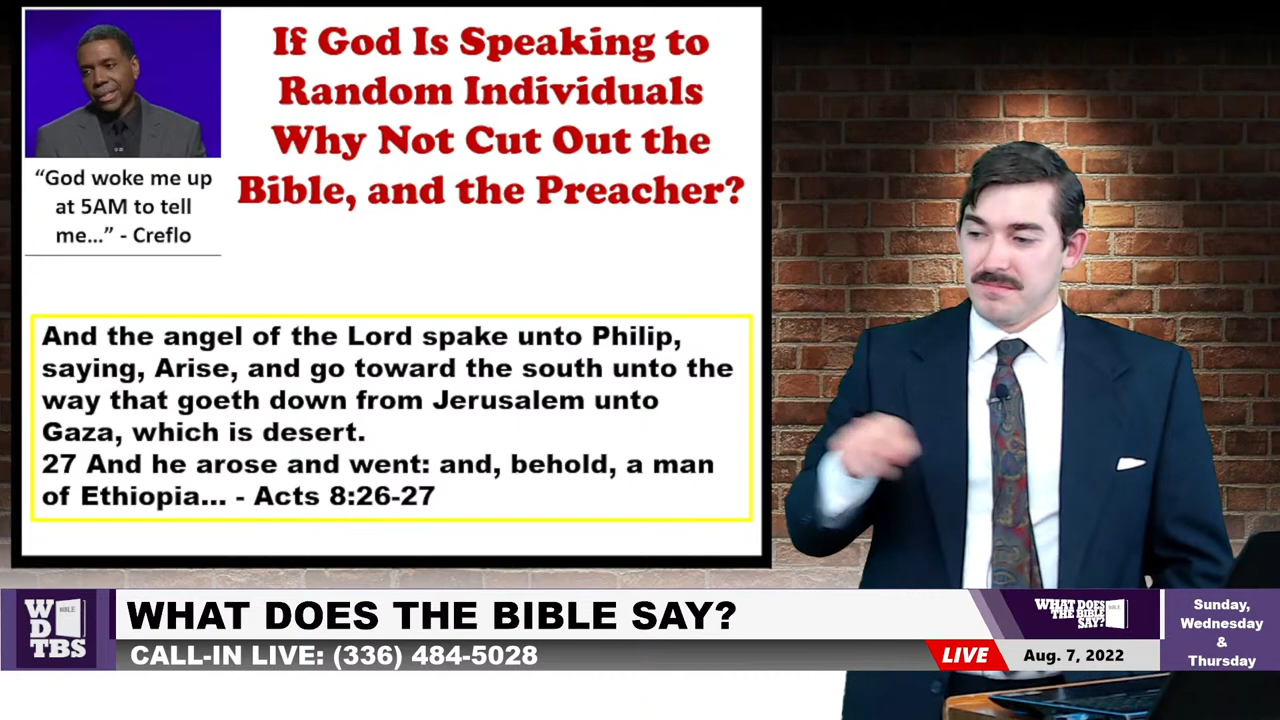 If God Is Speaking to
Random Individuals
Why Not Cut Out the
Bible, and the Preacher?
“God woke me up
at 5AM to tell
me...” - Creflo
And the angel of the Lord spake unto Philip,
saying, Arise, and go toward the south unto the
way that goeth down from Jerusalem unto
Gaza, which is desert.
27 And he arose and went: and, behold, a man
of Ethiopia... - Acts 8:26-27
W
D
TBS
BIBLE
WHAT DOES THE BIBLE SAY?
CALL-IN LIVE: (336) 484-5028
WHAT DOES
THE BIBLE
SAY?
BIBLE
LIVE
Aug. 7, 2022
Sunday,
Wednesday
&
Thursday